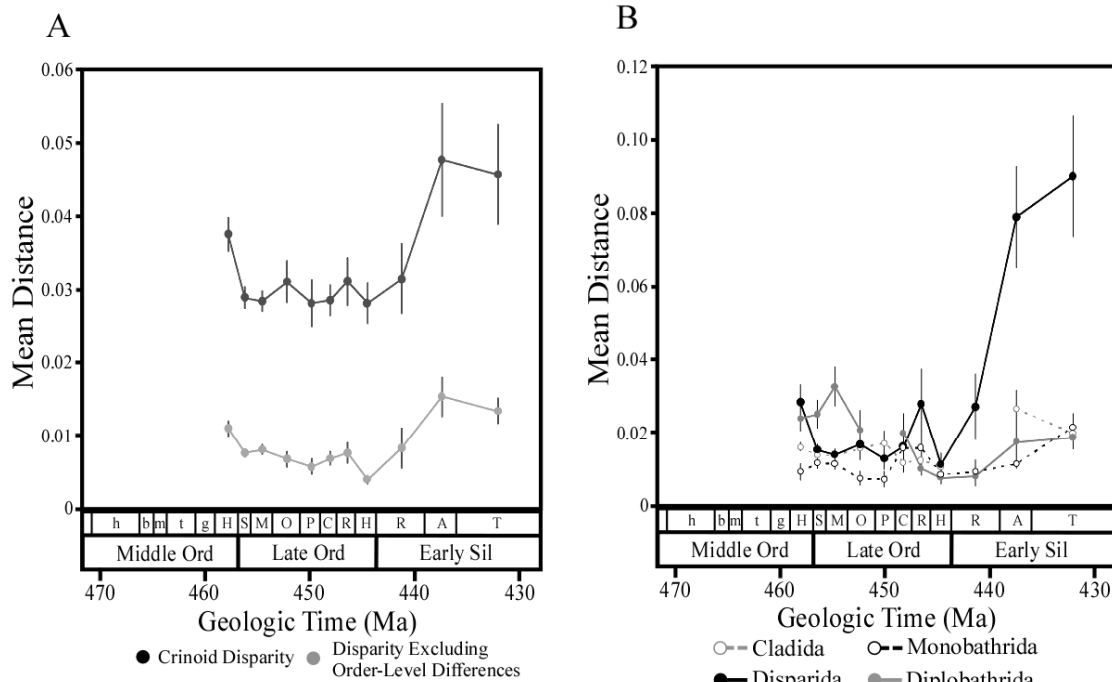 A
0.06
0.05
0.04
0.03
0.02
0.01
0
Mean Distance
h b m t g H S M O P C R H R A T
Middle Ord Late Ord Early Sil
470 460 450 440 430
Geologic Time (Ma)
Crinoid Disparity
Disparity Excluding
Order-Level Differences
B
0.12
0.10
0.08
0.06
0.04
0.02
0
Mean Distance
h b m t g H S M O P C R H R A T
Middle Ord Late Ord Early Sil
470 460 450 440 430
Geologic Time (Ma)
Cladida Monobathrida
Disparida Diplobathrida